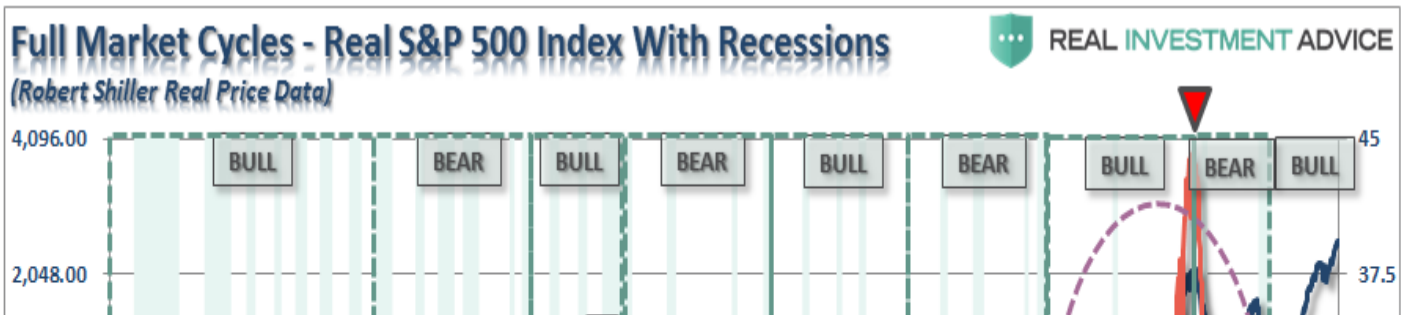 Full Market Cycles - Real S&P 500 Index With Recessions
REAL INVESTMENT ADVICE
(Robert Shiller Real Price Data)
4,096.00
45
BULL
BEAR
BULL
BEAR
BULL
BEAR
BULL
BEAR
BULL
2,048.00
37.5